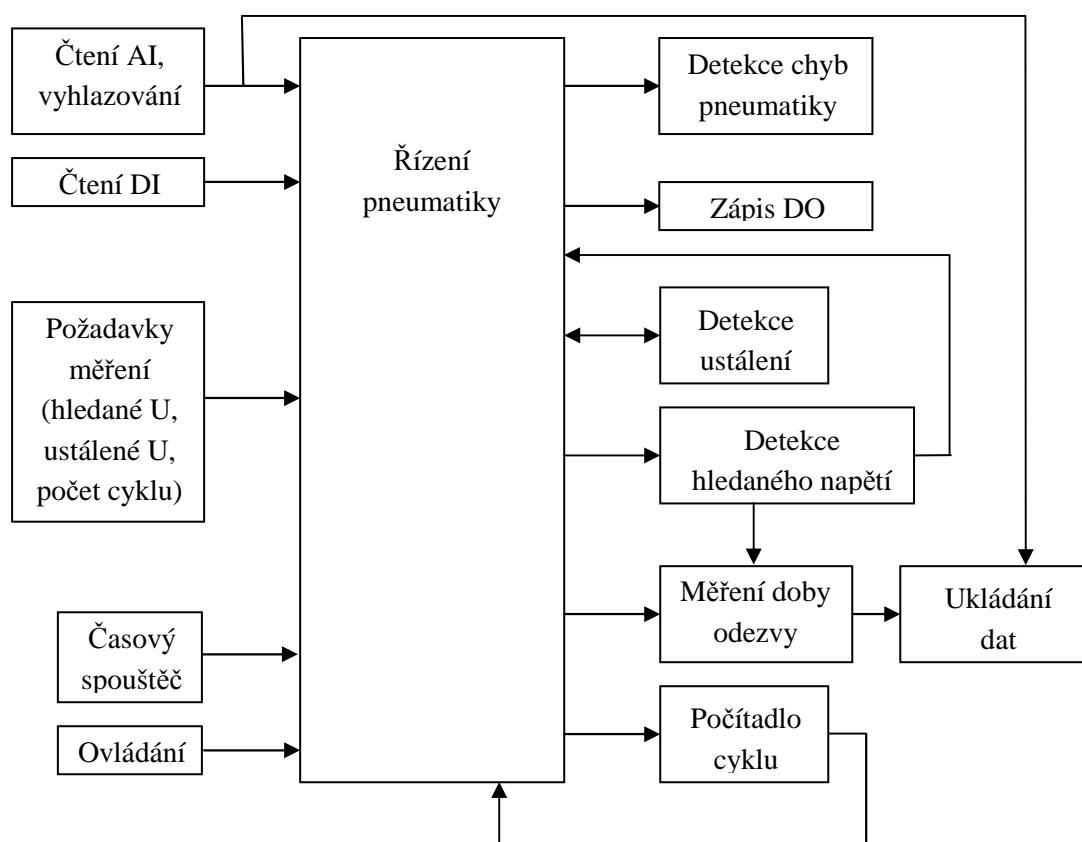 Čtení AI,
vyhlazování
Čtení DI
Požadavky
měření
(hledané U,
ustálené U,
počet cyklu)
Časový
spouštěč
Ovládání
Řízení
pneumatiky
Detekce chyb
pneumatiky
Zápis DO
Detekce
ustálení
Detekce
hledaného napětí
Měření doby
odezvy
Ukládání
dat
Počítadlo
cyklu